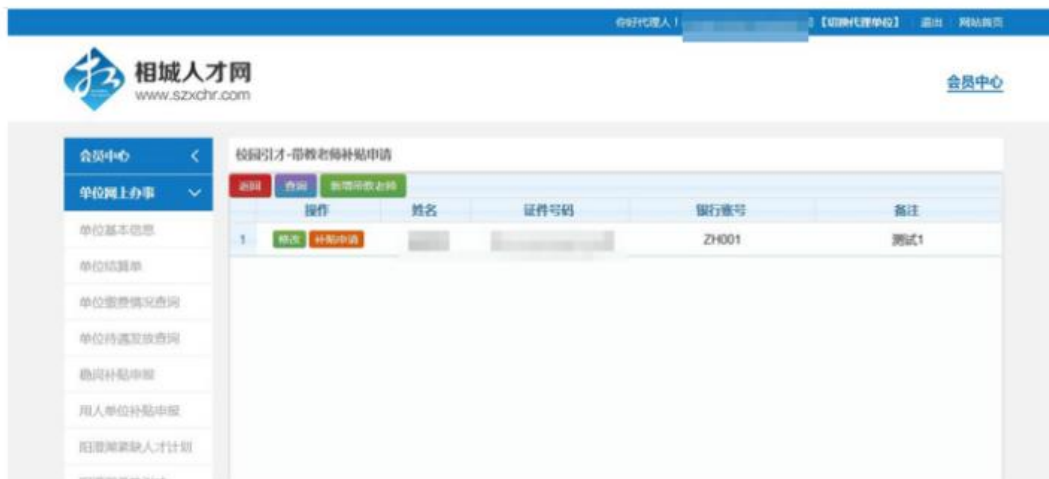 你好代理人！ 【切换代理单位】 退出 网站首页
相城人才网
www.szxchr.com
会员中心
会员中心
校园引才-带教老师补贴申请
单位网上办事
返回 查询 新增带教老师
操作 姓名 证件号码 银行账号 备注
1 修改 补贴申请 ZH001 测试1
单位基本信息
单位结算单
单位缴费情况查询
单位待遇发放查询
稳岗补贴申报
用人单位补贴申报
阳澄湖紧缺人才计划